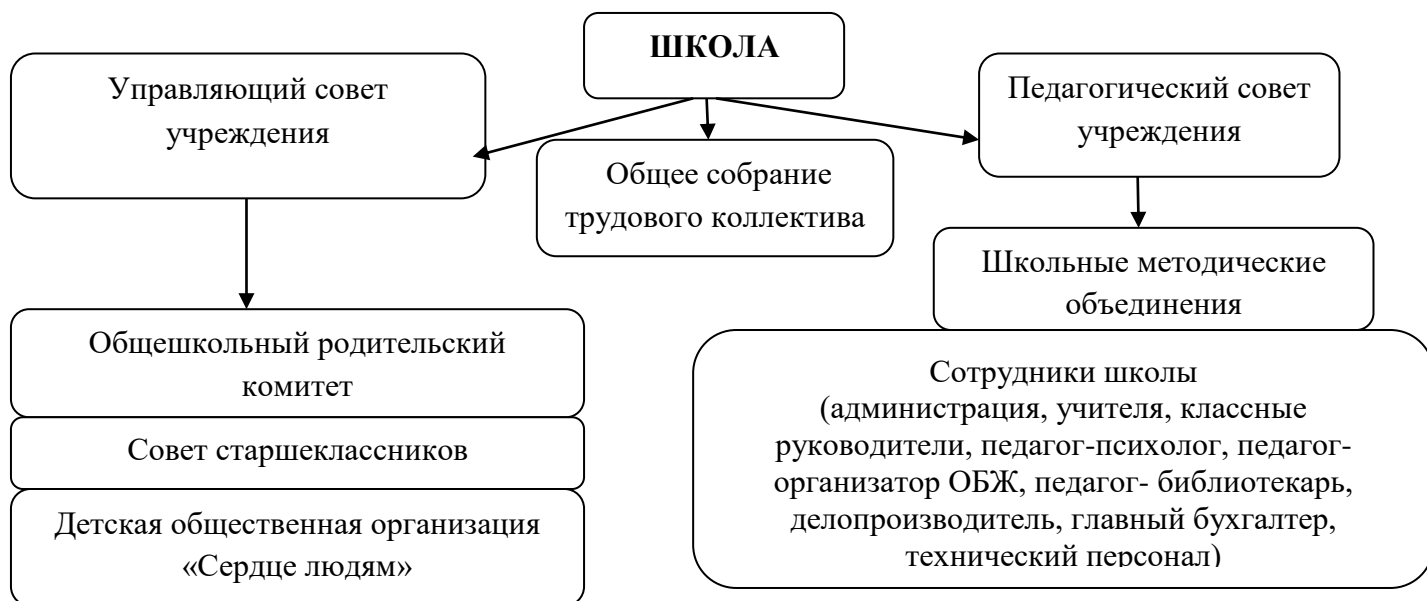 ШКОЛА
Управляющий совет
учреждения
Общее собрание
трудового коллектива
Педагогический совет
учреждения
Школьные методические
объединения
Общешкольный родительский
комитет
Совет старшеклассников
Детская общественная организация
«Сердце людям»
Сотрудники школы
(администрация, учителя, классные
руководители, педагог-психолог, педагог-
организатор ОБЖ, педагог- библиотекарь,
делопроизводитель, главный бухгалтер,
технический персонал)